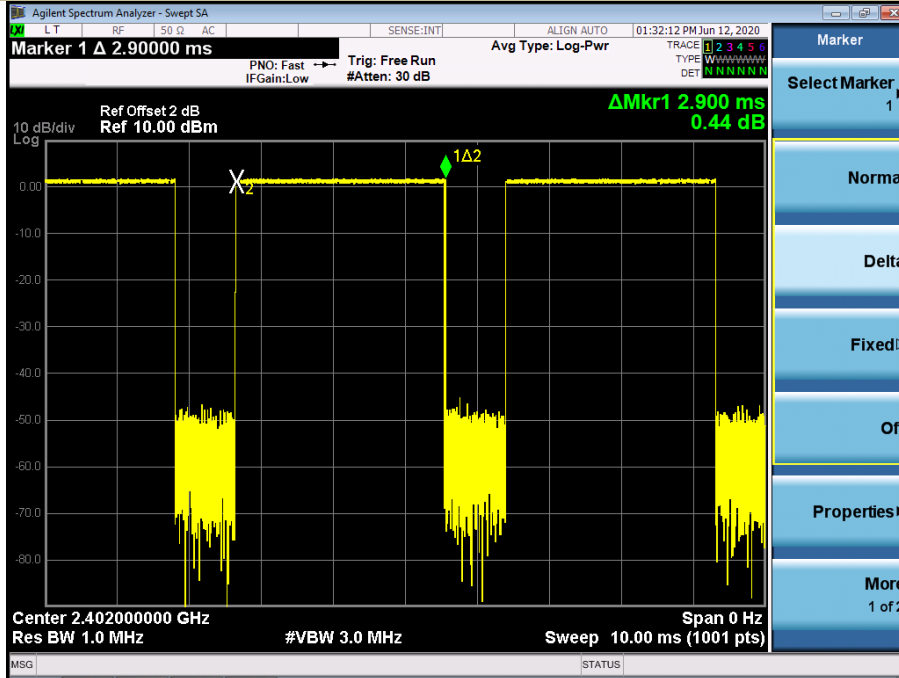 Agilent Spectrum Analyzer - Swept SA
LXI L T RF 50 Ω AC SENSE:INT ALIGN AUTO 01:32:12 PM Jun 12, 2020
Marker 1 Δ 2.90000 ms
PNO: Fast
IFGain:Low
Trig: Free Run
#Atten: 30 dB
Avg Type: Log-Pwr
TRACE 1 2 3 4 5 6
TYPE WWWWWW
DET N N N N N N
ΔMkr1 2.900 ms
0.44 dB
10 dB/div
Log
Ref Offset 2 dB
Ref 10.00 dBm
1Δ2
2
0.00
-10.0
-20.0
-30.0
-40.0
-50.0
-60.0
-70.0
-80.0
Center 2.402000000 GHz
Span 0 Hz
Res BW 1.0 MHz
#VBW 3.0 MHz
Sweep 10.00 ms (1001 pts)
MSG
STATUS
Marker
Select Marker
1
Norma
Delta
Fixed
Of
Properties
More
1 of 2